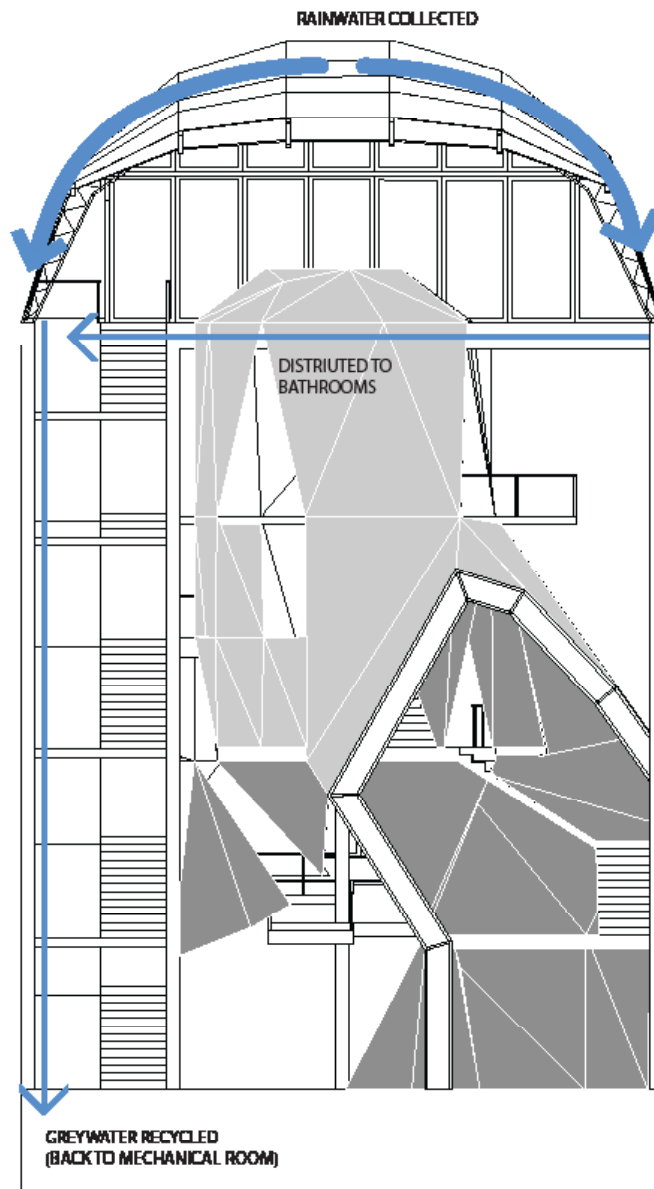 RAINWATER COLLECTED
DISTRIUTED TO
BATHROOMS
GREYWATER RECYCLED
(BACK TO MECHANICAL ROOM)